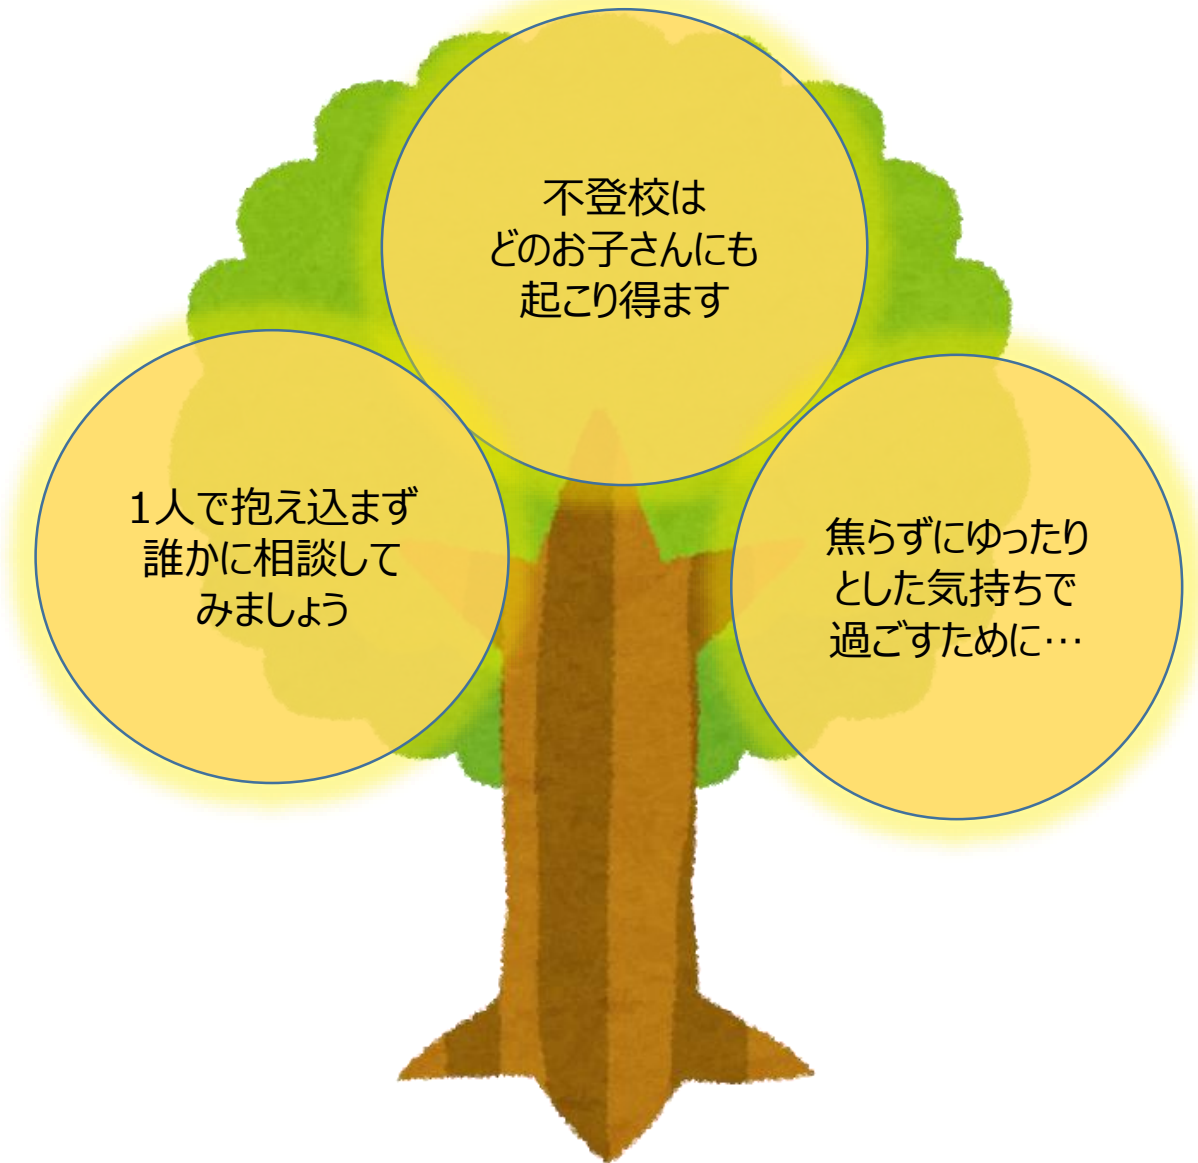 不登校は
どのお子さんにも
起こり得ます
1人で抱え込まず
誰かに相談して
みましょう
焦らずにゆったり
とした気持ちで
過ごすために…